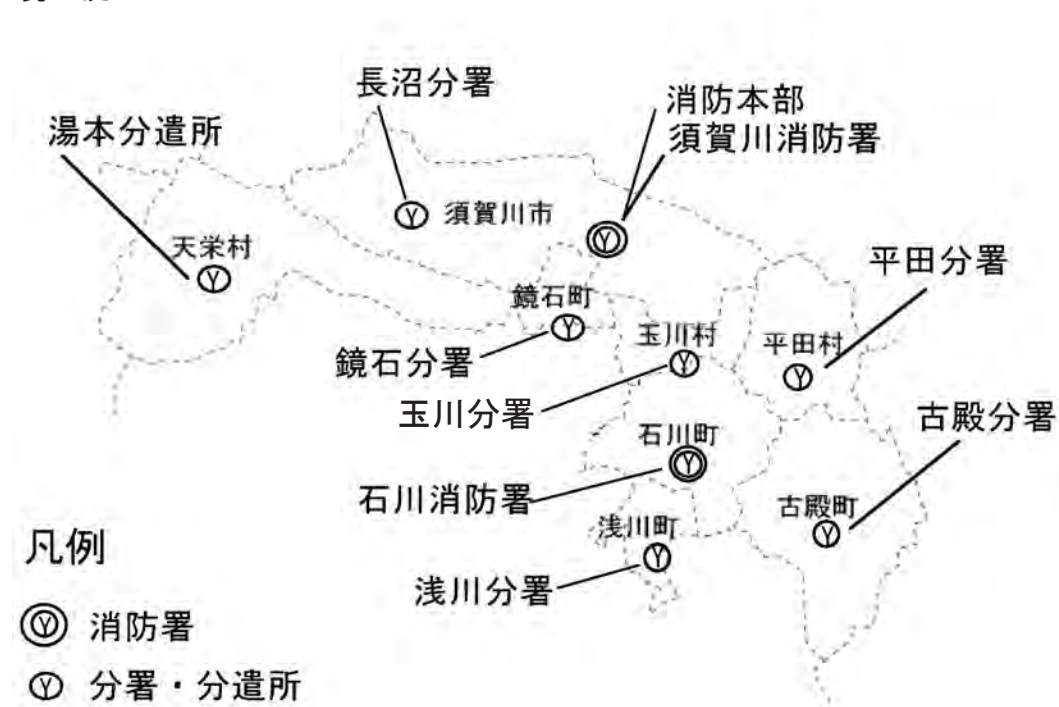 長沼分署
消防本部
須賀川消防署
湯本分遣所
須賀川市
天栄村
平田分署
鏡石町
玉川村
平田村
鏡石分署
玉川分署
古殿分署
石川町
石川消防署
古殿町
浅川町
浅川分署
凡例
消防署
分署・分遣所